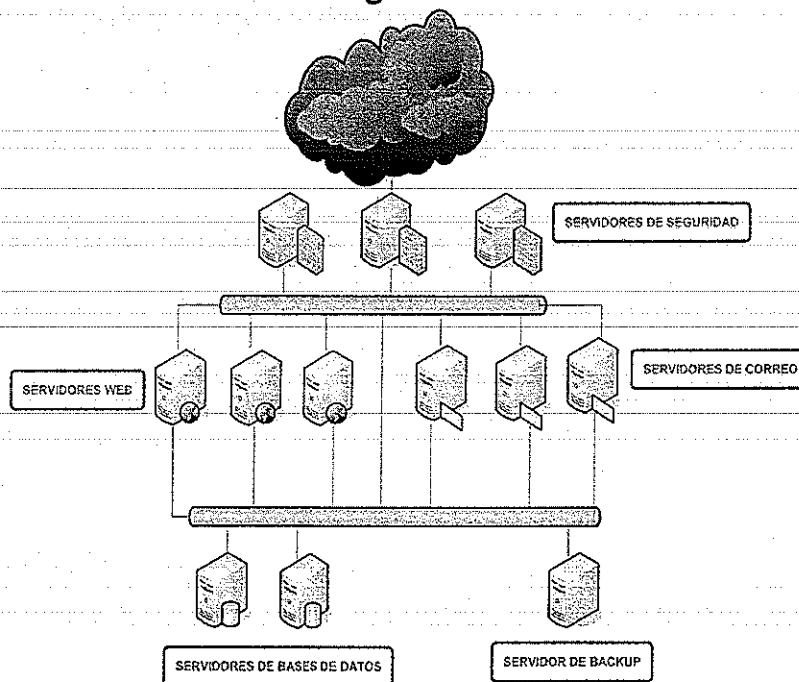 SERVIDORES DE SEGURIDAD
SERVIDORES WEB
SERVIDORES DE CORREO
SERVIDORES DE BASES DE DATOS
SERVIDOR DE BACKUP